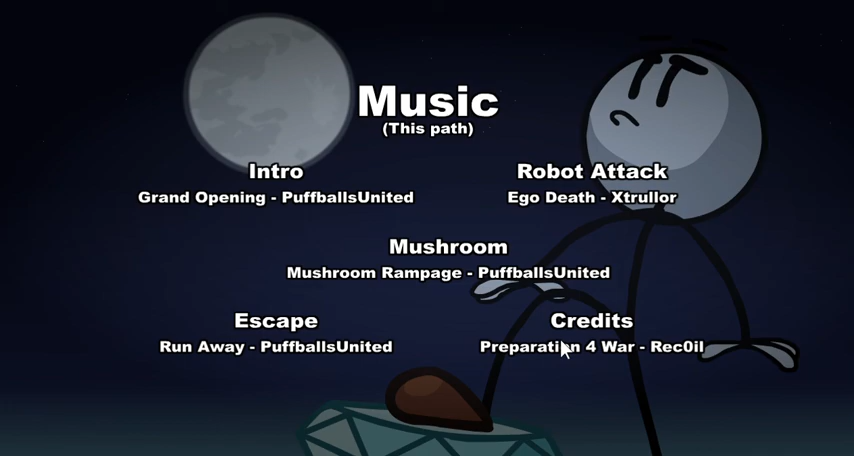 Music
(This path)
Intro
Grand Opening - PuffballsUnited
Robot Attack
Ego Death - Xtrullor
Mushroom
Mushroom Rampage - PuffballsUnited
Escape
Run Away - PuffballsUnited
Credits
Preparation 4 War - Rec0il